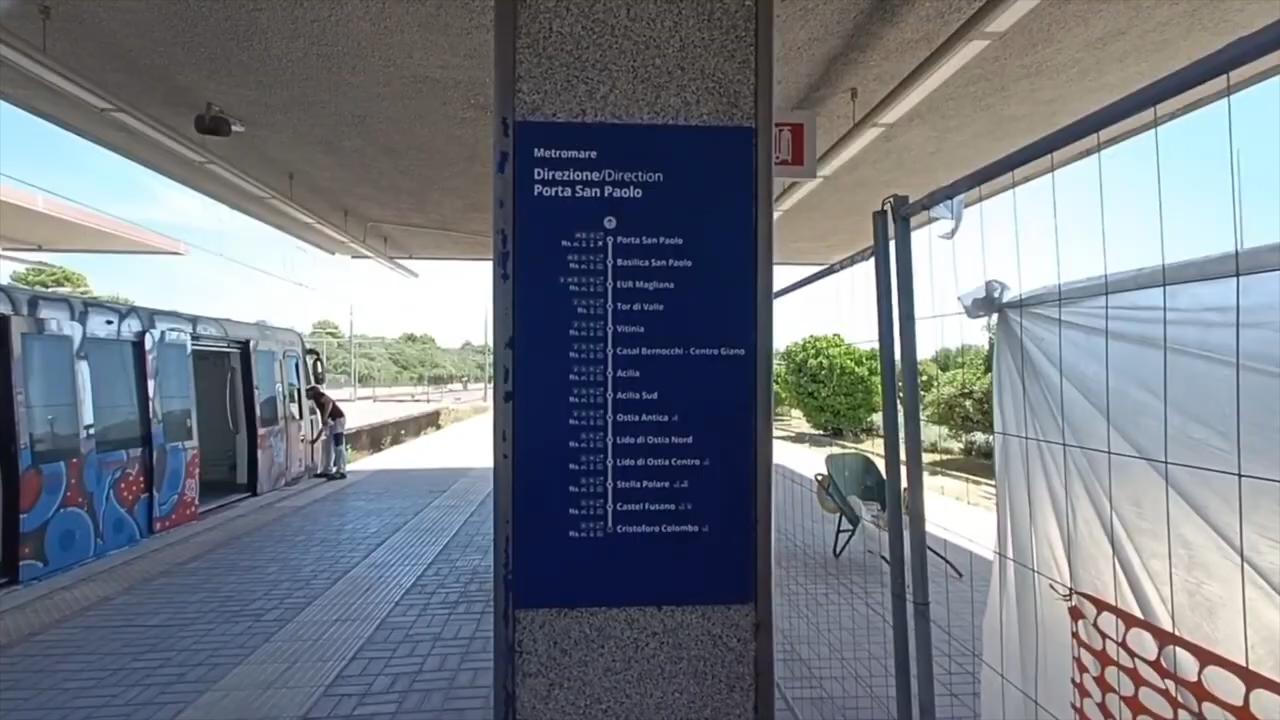 Metromare
Direzione/Direction
Porta San Paolo
Porta San Paolo
Basilica San Paolo
EUR Magliana
Tor di Valle
Vitinia
Casal Bernocchi - Centro Giano
Acilia
Acilia Sud
Ostia Antica
Lido di Ostia Nord
Lido di Ostia Centro
Stella Polare
Castel Fusano
Cristoforo Colombo